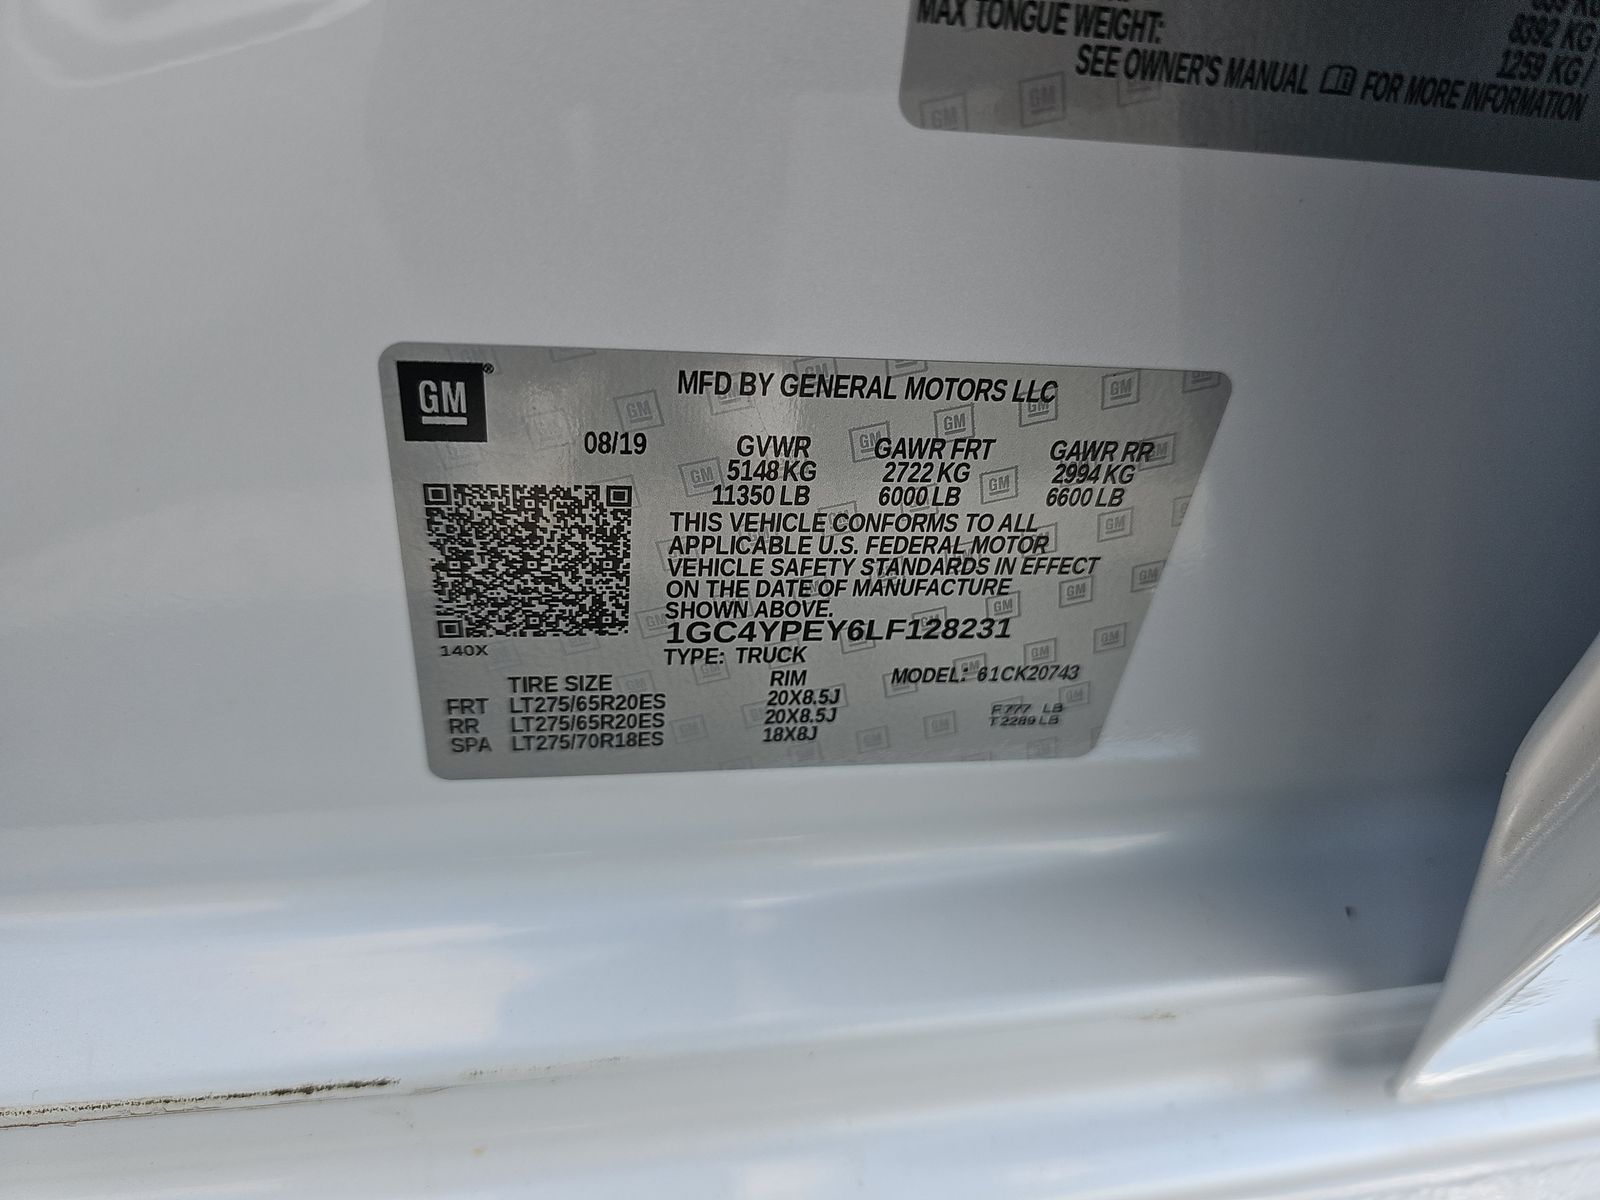 MAX TONGUE WEIGHT:
8392 KG
1259 KG/
SEE OWNER'S MANUAL FOR MORE INFORMATION
GM®
MFD BY GENERAL MOTORS LLC
08/19 GVWR GAWR FRT GAWR RR
5148 KG 2722 KG 2994 KG
11350 LB 6000 LB 6600 LB
THIS VEHICLE CONFORMS TO ALL
APPLICABLE U.S. FEDERAL MOTOR
VEHICLE SAFETY STANDARDS IN EFFECT
ON THE DATE OF MANUFACTURE
SHOWN ABOVE.
1GC4YPEY6LF128231
140X
TYPE: TRUCK
MODEL: 61CK20743
TIRE SIZE RIM
FRT LT275/65R20ES 20X8.5J
RR LT275/65R20ES 20X8.5J
SPA LT275/70R18ES 18X8J
F 777 LB
T 2289 LB